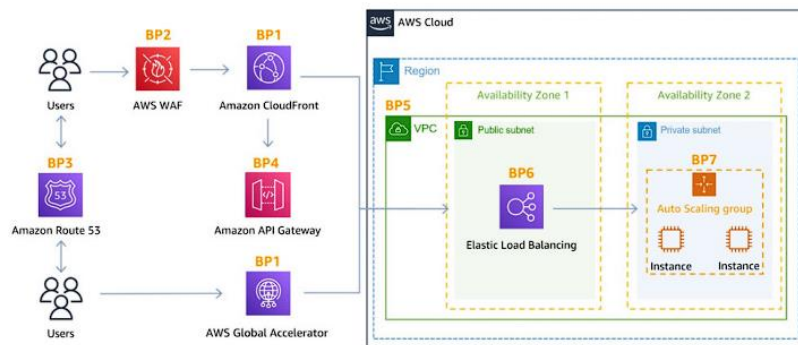 aws
AWS Cloud
BP2
BP1
Region
Users
AWS WAF
Amazon CloudFront
Availability Zone 1
Availability Zone 2
BP5
VPC
Public subnet
Private subnet
BP3
BP4
BP6
BP7
53
Amazon Route 53
Amazon API Gateway
Auto Scaling group
Elastic Load Balancing
BP1
Instance
Instance
Users
AWS Global Accelerator